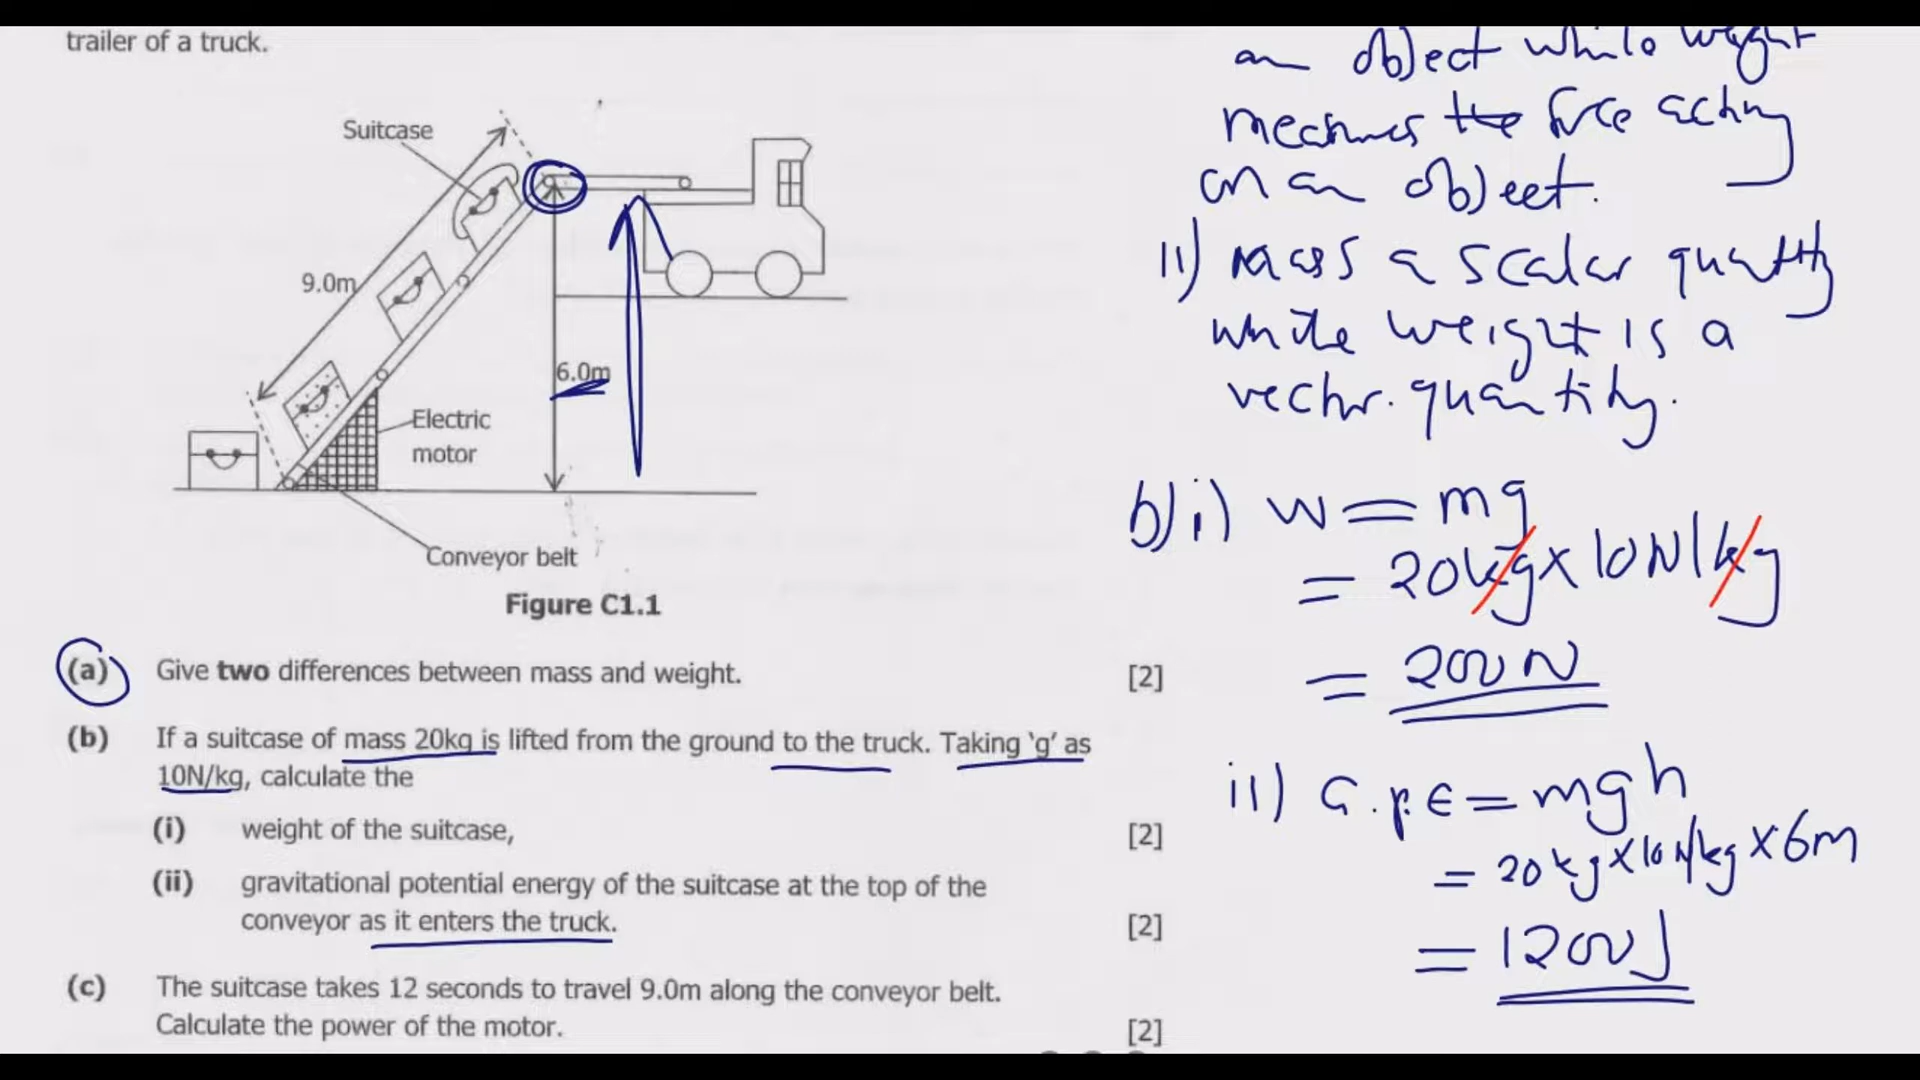 trailer of a truck.
Suitcase
9.0m
6.0m
Electric
motor
Conveyor belt
Figure C1.1
(a) Give two differences between mass and weight. [2]
(b) If a suitcase of mass 20kg is lifted from the ground to the truck. Taking 'g' as
10N/kg, calculate the
(i) weight of the suitcase, [2]
(ii) gravitational potential energy of the suitcase at the top of the
conveyor as it enters the truck. [2]
(c) The suitcase takes 12 seconds to travel 9.0m along the conveyor belt.
Calculate the power of the motor. [2]
an object while weight
measures the force acting
on an object.
ii) mass a scalar quantity
while weight is a
vector quantity.
b) i) W = mg
= 20kg × 10N/kg
= 200N
ii) G.P.E = mgh
= 20kg × 10N/kg × 6m
= 1200J